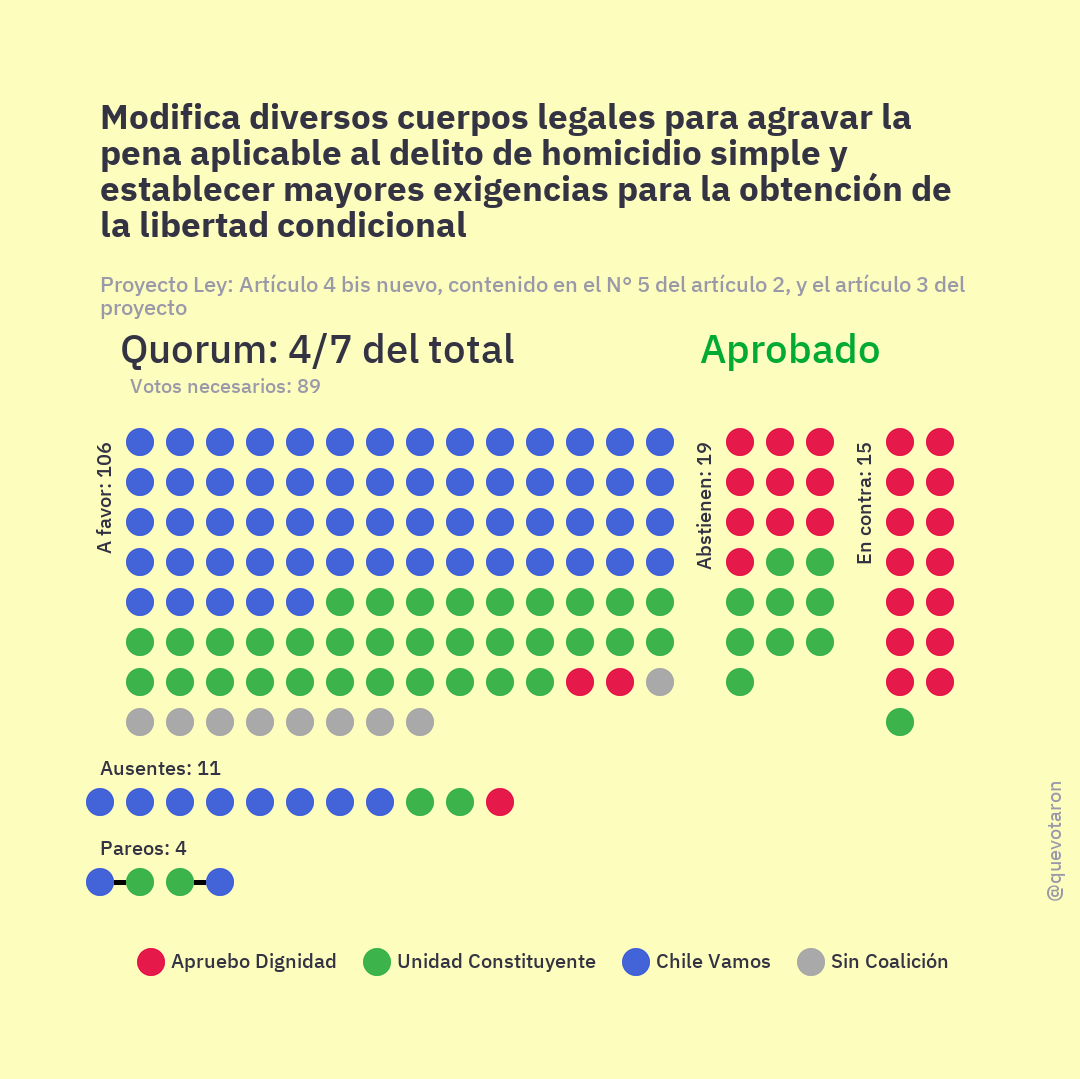 Modifica diversos cuerpos legales para agravar la
pena aplicable al delito de homicidio simple y
establecer mayores exigencias para la obtención de
la libertad condicional
Proyecto Ley: Artículo 4 bis nuevo, contenido en el N° 5 del artículo 2, y el artículo 3 del
proyecto
Quorum: 4/7 del total
Aprobado
Votos necesarios: 89
A favor: 106
Abstienen: 19
En contra: 15
Ausentes: 11
Pareos: 4
@quevotaron
Apruebo Dignidad
Unidad Constituyente
Chile Vamos
Sin Coalición